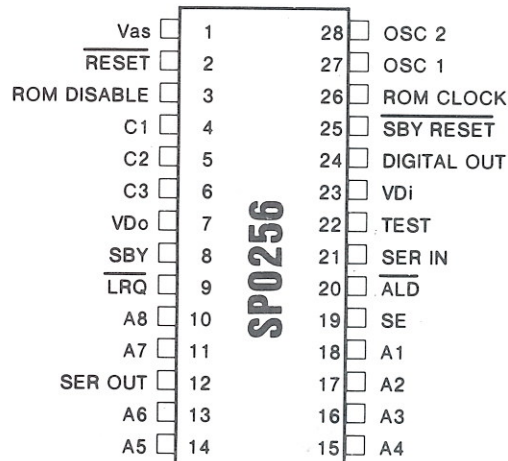 Vas 1 28 OSC 2
RESET 2 27 OSC 1
ROM DISABLE 3 26 ROM CLOCK
C1 4 25 SBY RESET
C2 5 24 DIGITAL OUT
C3 6 23 VDi
VDo 7 22 TEST
SBY 8 21 SER IN
LRQ 9 20 ALD
A8 10 19 SE
A7 11 18 A1
SER OUT 12 17 A2
A6 13 16 A3
A5 14 15 A4
SP0256